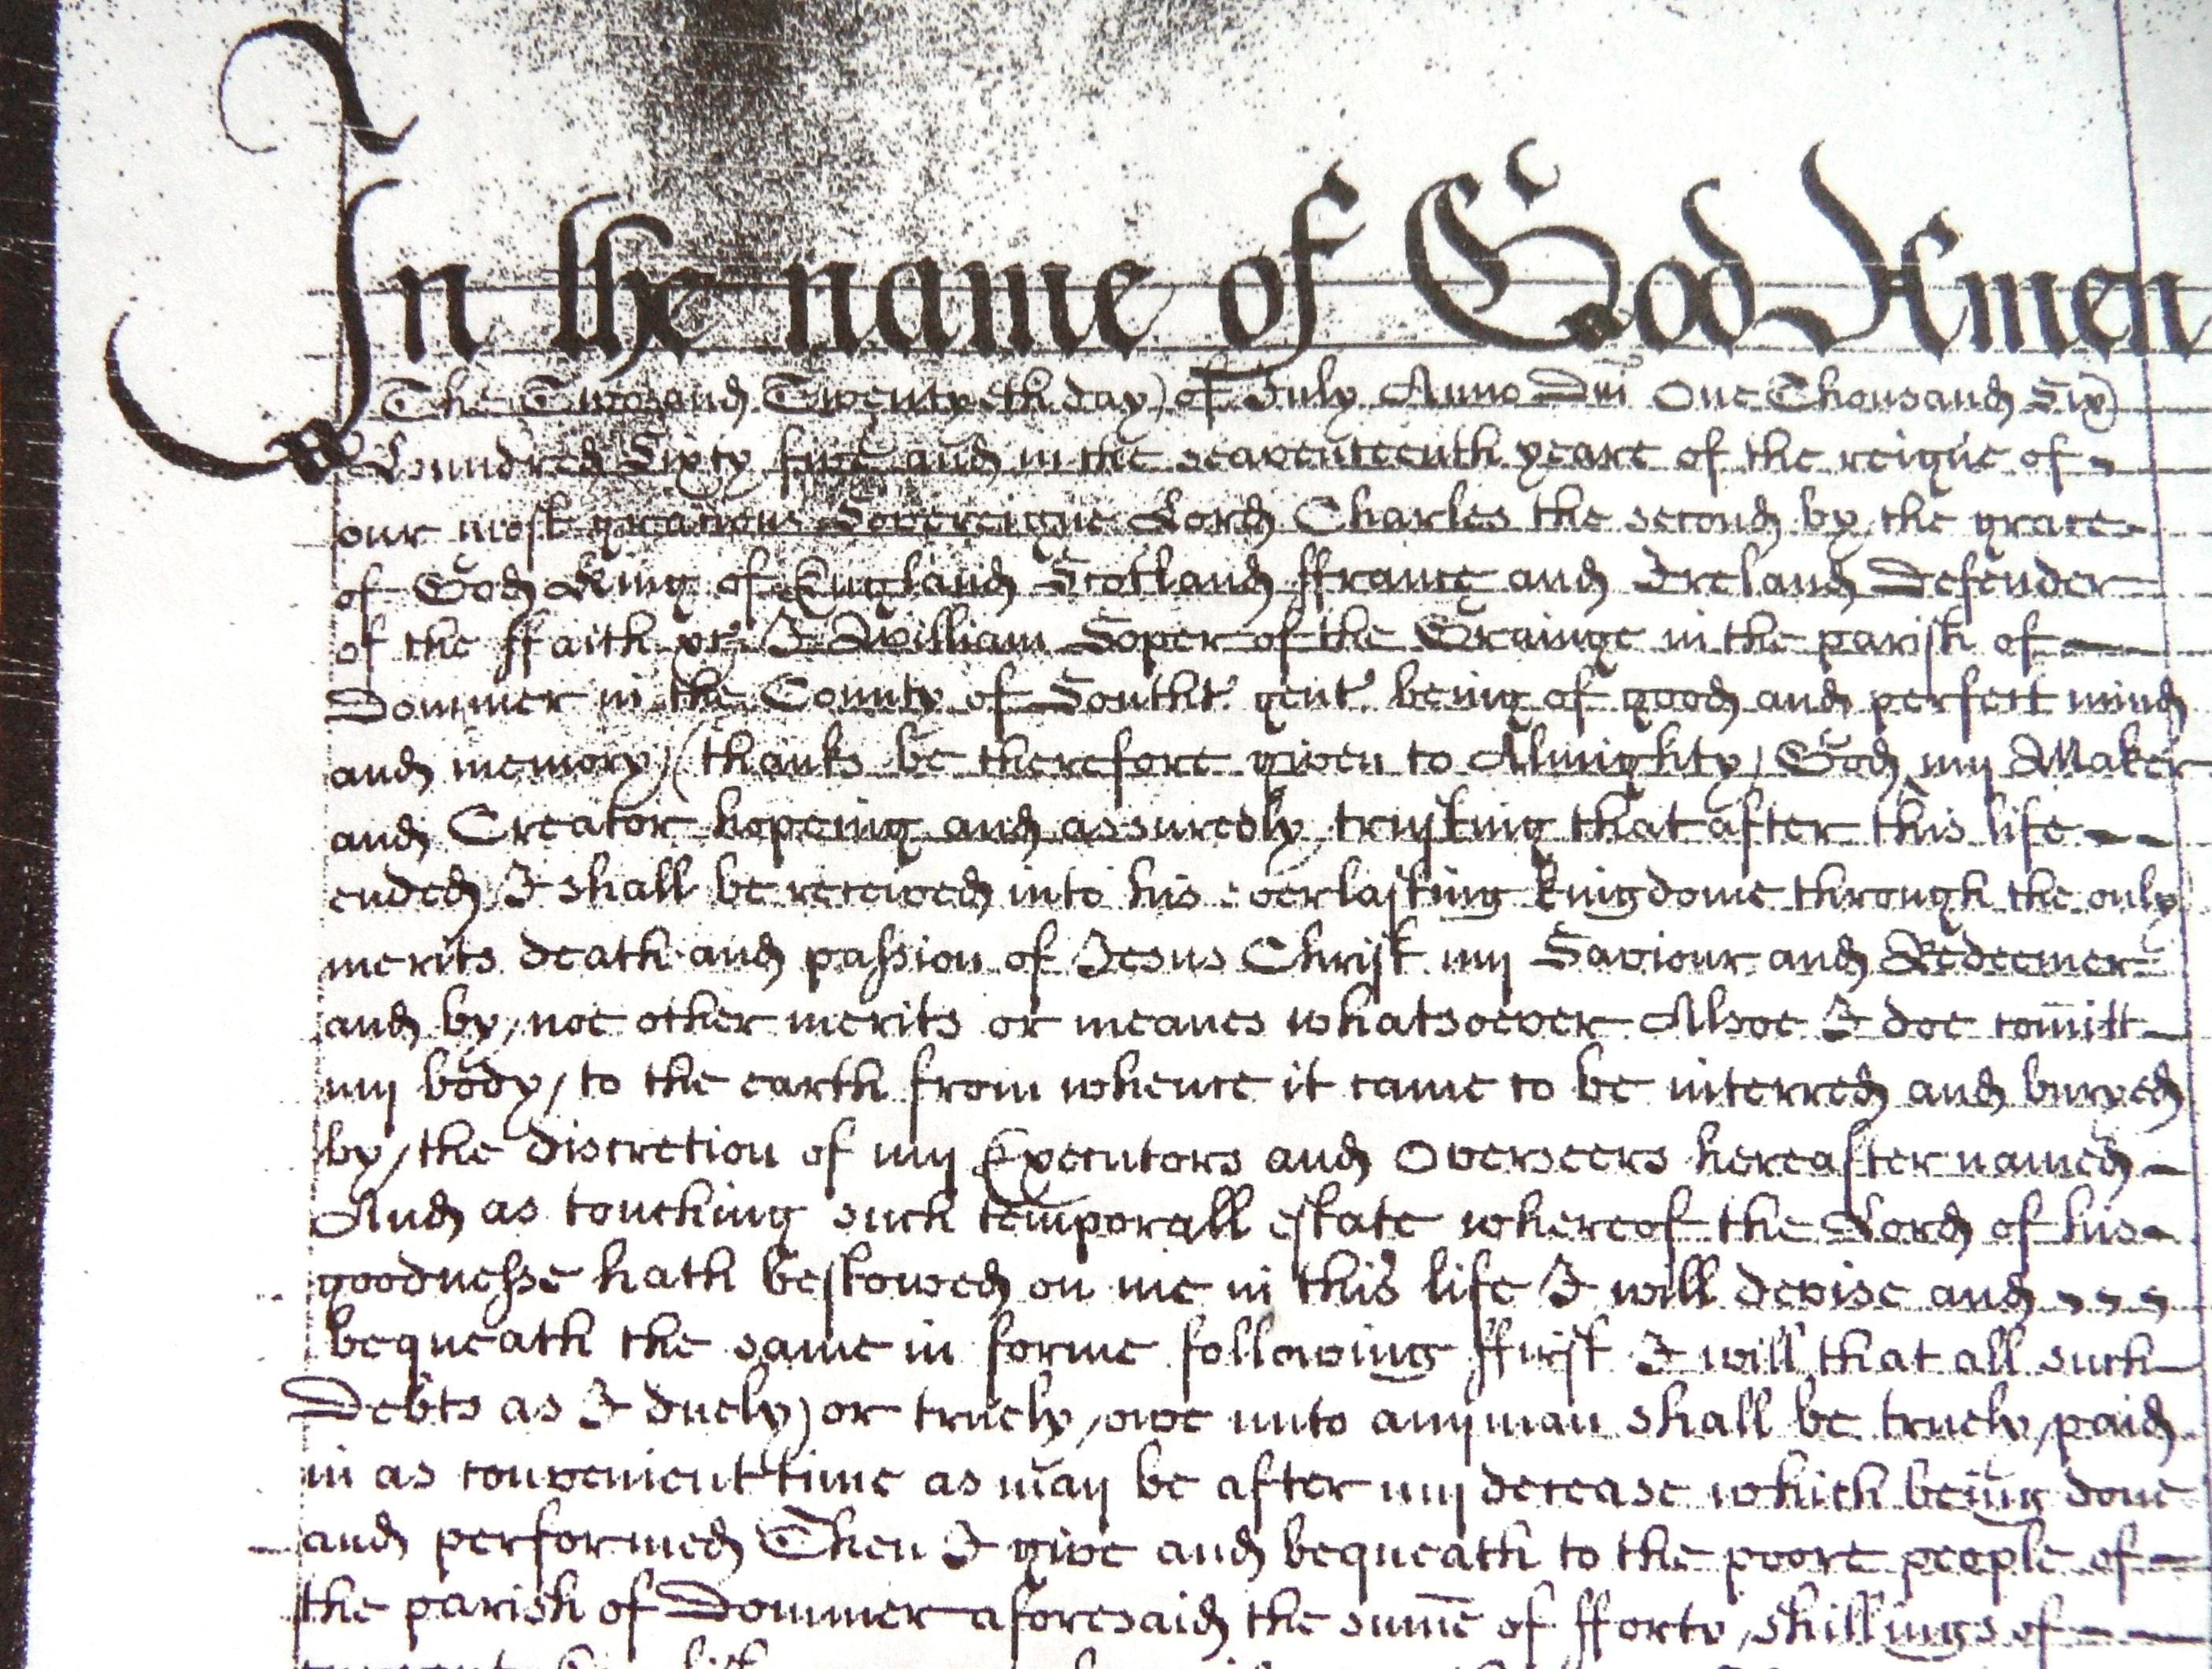 In the name of God Amen
The Two and Twentyeth day of July Anno Dni One Thousand Six
Hundred Sixty five and in the seaventeenth yeare of the reigne of
our most gracious Sovereigne Lord Charles the second by the grace
of God King of England Scotland ffrance and Ireland Defender
of the ffaith &c I William Soper of the Grainge in the parish of
Dommer in the County of Southt. gent. being of good and perfect mind
and memory (thanks be therefore given to Almighty God my Maker
and Creator hopeing and assuredly trusting that after this life
ended I shall be received into his everlasting kingdome through the only
merits death and passion of Jesus Christ my Saviour and Redeemer
and by noe other merits or meanes whatsoever Alsoe I doe com̄itt
my body to the earth from whence it came to be interred and buryed
by the discretion of my Executors and Overseers hereafter named
And as touching such temporall estate whereof the Lord of his
goodnesse hath bestowed on me in this life I will devise and
bequeath the same in forme following ffirst I will that all such
Debts as I duely or truely owe unto any man shall be truely paid
in as convenient time as may be after my decease which being done
and performed Then I give and bequeath to the poore people of
the parish of Dommer aforesaid the sum̄e of fforty shillings of